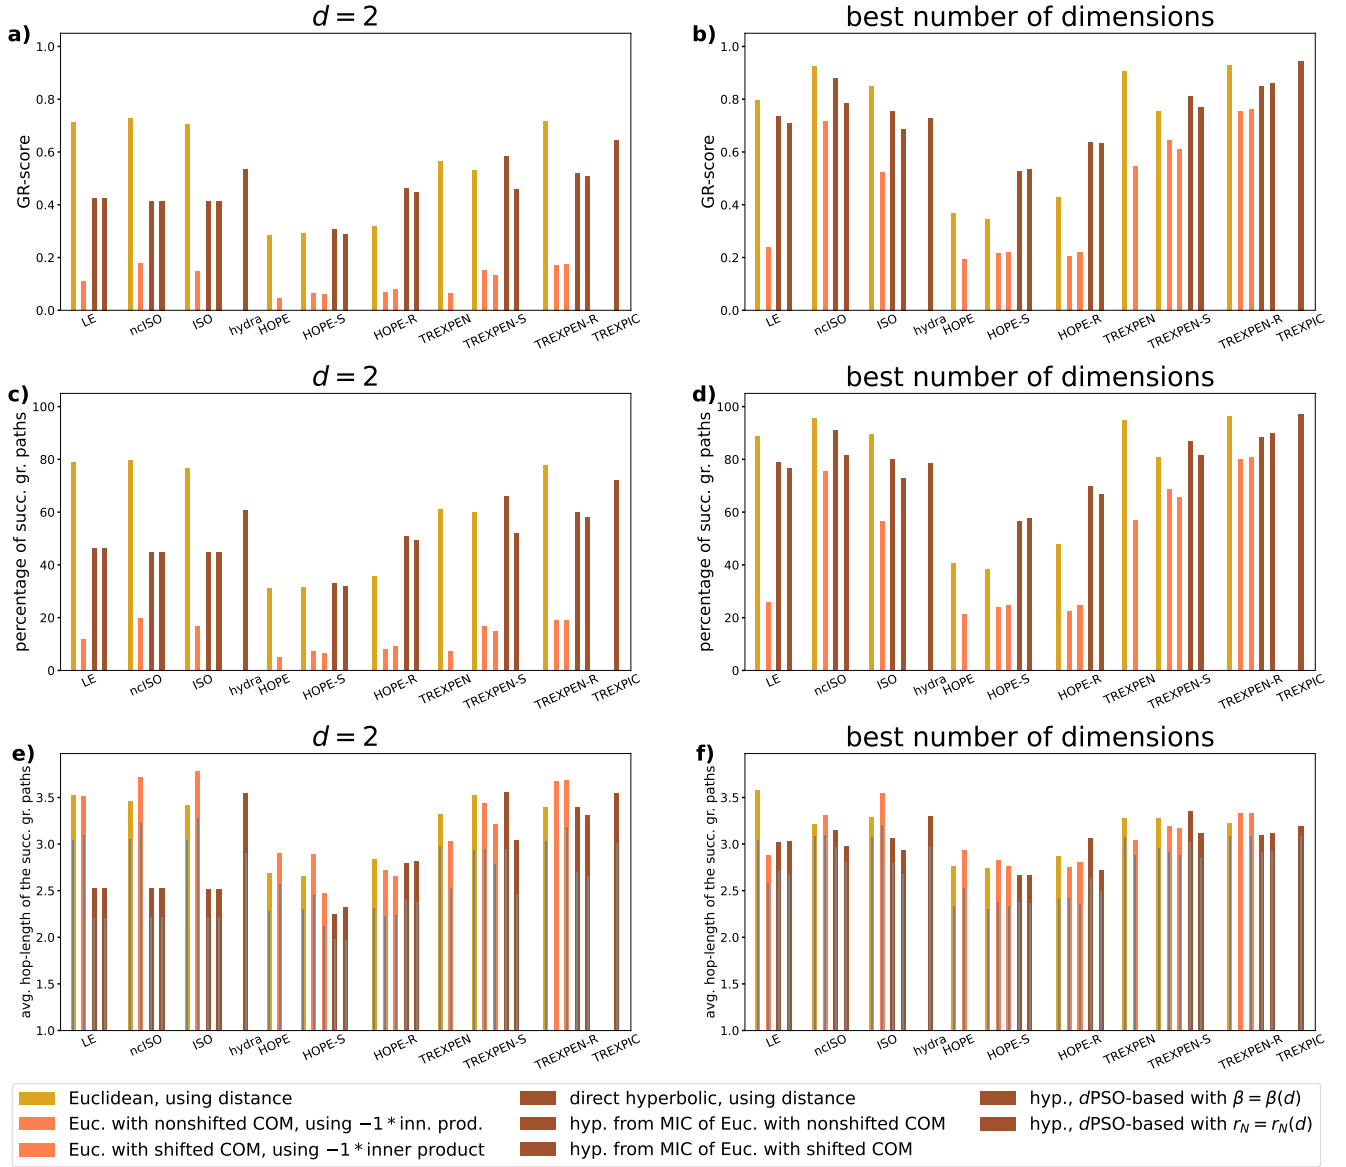 d = 2
best number of dimensions
a)
b)
GR-score
GR-score
1.0
0.8
0.6
0.4
0.2
0.0
1.0
0.8
0.6
0.4
0.2
0.0
LE ncISO ISO hydra HOPE HOPE-S HOPE-R TREXPEN TREXPEN-S TREXPEN-R TREXPIC
LE ncISO ISO hydra HOPE HOPE-S HOPE-R TREXPEN TREXPEN-S TREXPEN-R TREXPIC
d = 2
best number of dimensions
c)
d)
percentage of succ. gr. paths
percentage of succ. gr. paths
100
80
60
40
20
0
100
80
60
40
20
0
LE ncISO ISO hydra HOPE HOPE-S HOPE-R TREXPEN TREXPEN-S TREXPEN-R TREXPIC
LE ncISO ISO hydra HOPE HOPE-S HOPE-R TREXPEN TREXPEN-S TREXPEN-R TREXPIC
d = 2
best number of dimensions
e)
f)
avg. hop-length of the succ. gr. paths
avg. hop-length of the succ. gr. paths
3.5
3.0
2.5
2.0
1.5
1.0
3.5
3.0
2.5
2.0
1.5
1.0
LE ncISO ISO hydra HOPE HOPE-S HOPE-R TREXPEN TREXPEN-S TREXPEN-R TREXPIC
LE ncISO ISO hydra HOPE HOPE-S HOPE-R TREXPEN TREXPEN-S TREXPEN-R TREXPIC
Euclidean, using distance
Euc. with nonshifted COM, using −1 * inn. prod.
Euc. with shifted COM, using −1 * inner product
direct hyperbolic, using distance
hyp. from MIC of Euc. with nonshifted COM
hyp. from MIC of Euc. with shifted COM
hyp., dPSO-based with β = β(d)
hyp., dPSO-based with r_N = r_N(d)